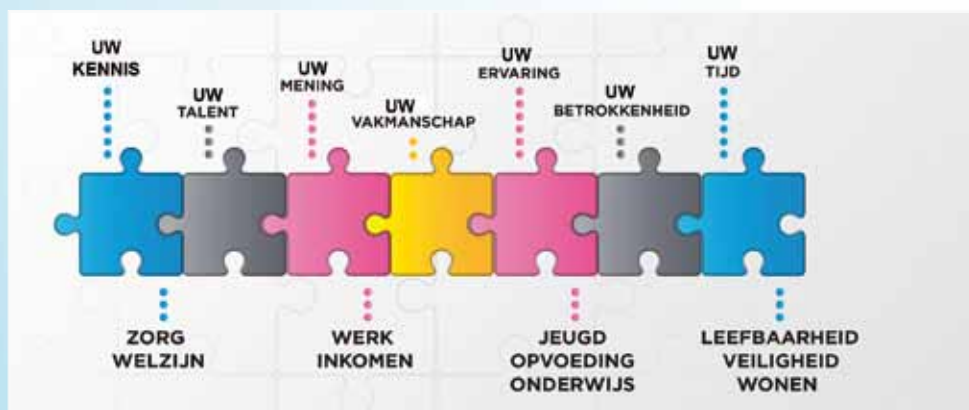 UW
KENNIS
UW
TALENT
UW
MENING
UW
VAKMANSCHAP
UW
ERVARING
UW
BETROKKENHEID
UW
TIJD
ZORG
WELZIJN
WERK
INKOMEN
JEUGD
OPVOEDING
ONDERWIJS
LEEFBAARHEID
VEILIGHEID
WONEN